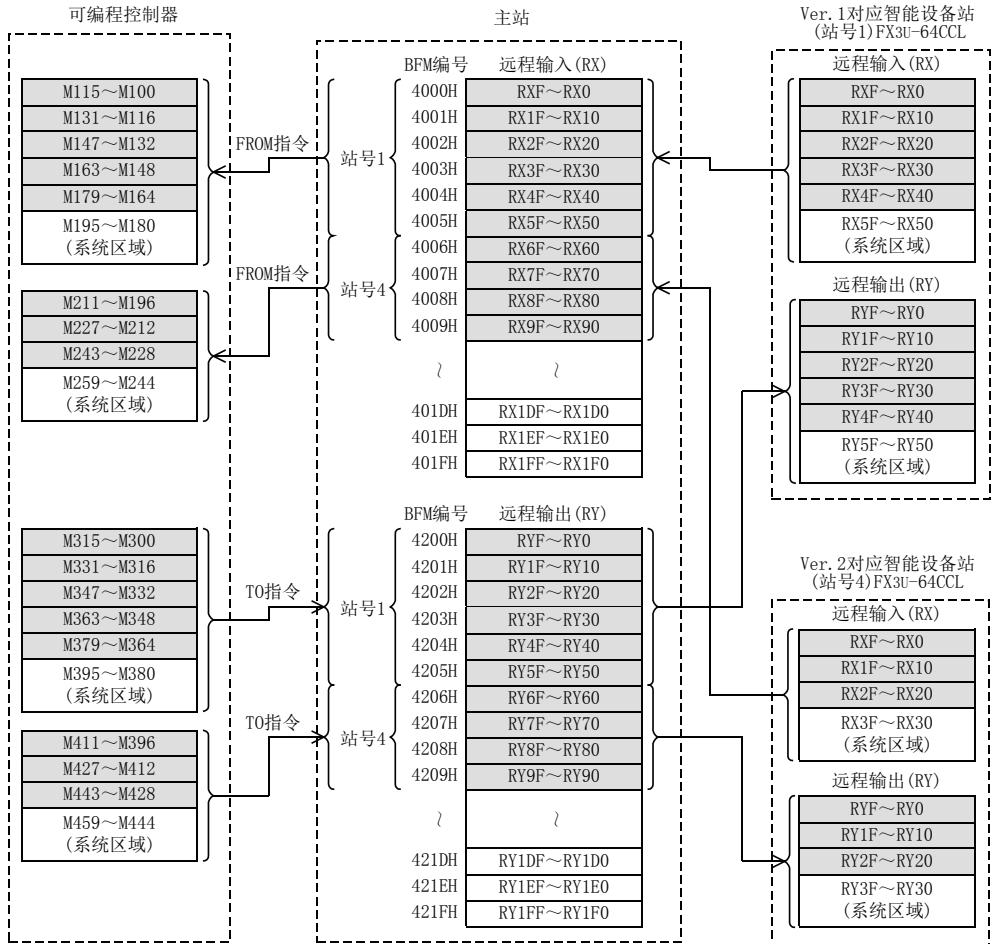 可编程控制器
M115～M100
M131～M116
M147～M132
M163～M148
M179～M164
M195～M180
(系统区域)
M211～M196
M227～M212
M243～M228
M259～M244
(系统区域)
M315～M300
M331～M316
M347～M332
M363～M348
M379～M364
M395～M380
(系统区域)
M411～M396
M427～M412
M443～M428
M459～M444
(系统区域)
FROM指令
FROM指令
TO指令
TO指令
主站
BFM编号 远程输入(RX)
站号1
站号4
4000H RXF～RX0
4001H RX1F～RX10
4002H RX2F～RX20
4003H RX3F～RX30
4004H RX4F～RX40
4005H RX5F～RX50
4006H RX6F～RX60
4007H RX7F～RX70
4008H RX8F～RX80
4009H RX9F～RX90
～ ～
401DH RX1DF～RX1D0
401EH RX1EF～RX1E0
401FH RX1FF～RX1F0
BFM编号 远程输出(RY)
站号1
站号4
4200H RYF～RY0
4201H RY1F～RY10
4202H RY2F～RY20
4203H RY3F～RY30
4204H RY4F～RY40
4205H RY5F～RY50
4206H RY6F～RY60
4207H RY7F～RY70
4208H RY8F～RY80
4209H RY9F～RY90
～ ～
421DH RY1DF～RY1D0
421EH RY1EF～RY1E0
421FH RY1FF～RY1F0
Ver.1对应智能设备站
(站号1)FX3U-64CCL
远程输入(RX)
RXF～RX0
RX1F～RX10
RX2F～RX20
RX3F～RX30
RX4F～RX40
RX5F～RX50
(系统区域)
远程输出(RY)
RYF～RY0
RY1F～RY10
RY2F～RY20
RY3F～RY30
RY4F～RY40
RY5F～RY50
(系统区域)
Ver.2对应智能设备站
(站号4)FX3U-64CCL
远程输入(RX)
RXF～RX0
RX1F～RX10
RX2F～RX20
RX3F～RX30
(系统区域)
远程输出(RY)
RYF～RY0
RY1F～RY10
RY2F～RY20
RY3F～RY30
(系统区域)